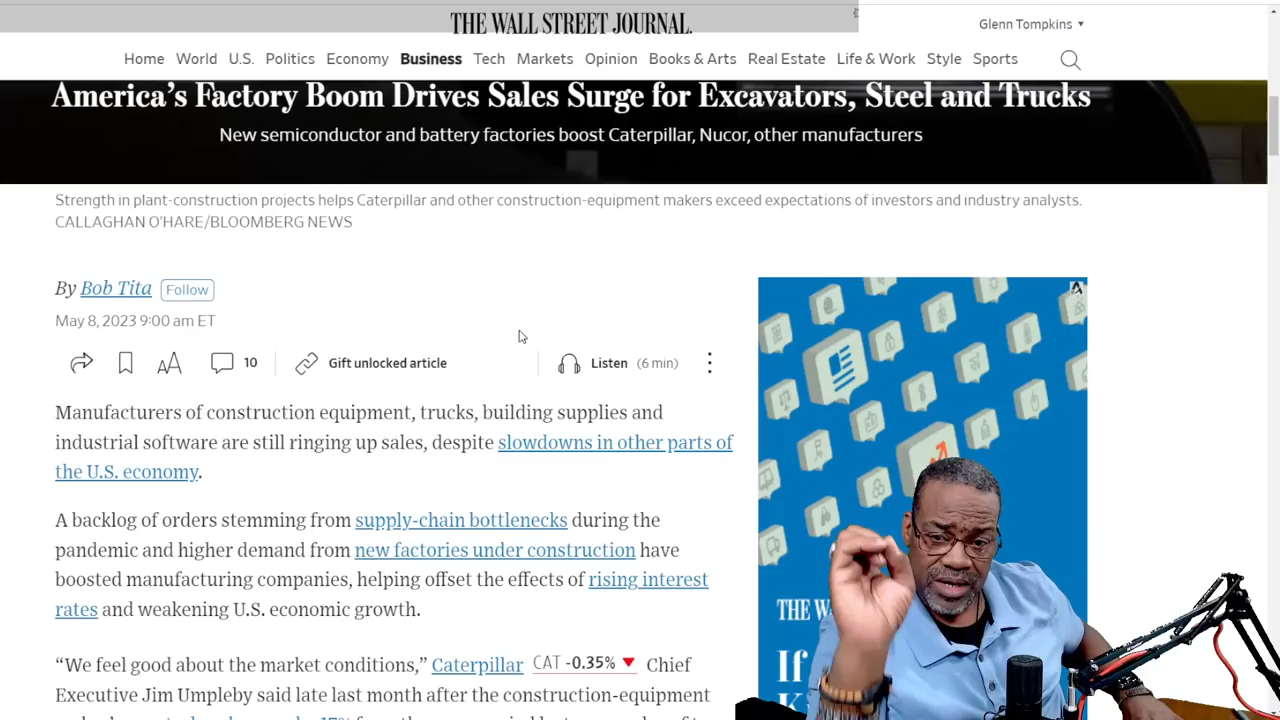 THE WALL STREET JOURNAL.
Glenn Tompkins
Home World U.S. Politics Economy Business Tech Markets Opinion Books & Arts Real Estate Life & Work Style Sports
America's Factory Boom Drives Sales Surge for Excavators, Steel and Trucks
New semiconductor and battery factories boost Caterpillar, Nucor, other manufacturers
Strength in plant-construction projects helps Caterpillar and other construction-equipment makers exceed expectations of investors and industry analysts.
CALLAGHAN O'HARE/BLOOMBERG NEWS
By Bob Tita Follow
May 8, 2023 9:00 am ET
10 Gift unlocked article Listen (6 min)
Manufacturers of construction equipment, trucks, building supplies and
industrial software are still ringing up sales, despite slowdowns in other parts of
the U.S. economy.
A backlog of orders stemming from supply-chain bottlenecks during the
pandemic and higher demand from new factories under construction have
boosted manufacturing companies, helping offset the effects of rising interest
rates and weakening U.S. economic growth.
“We feel good about the market conditions,” Caterpillar CAT -0.35% Chief
Executive Jim Umpleby said late last month after the construction-equipment
THE W
If